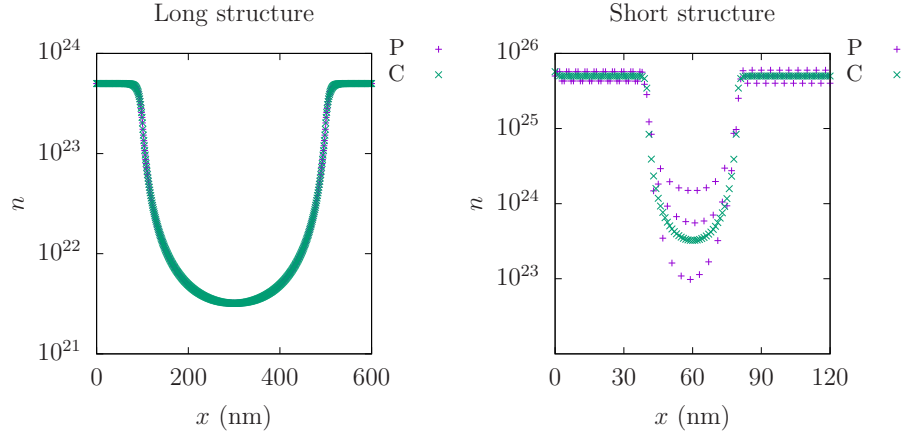 Long structure
n
10^24
10^23
10^22
10^21
0 200 400 600
x (nm)
P
C
Short structure
n
10^26
10^25
10^24
10^23
0 30 60 90 120
x (nm)
P
C